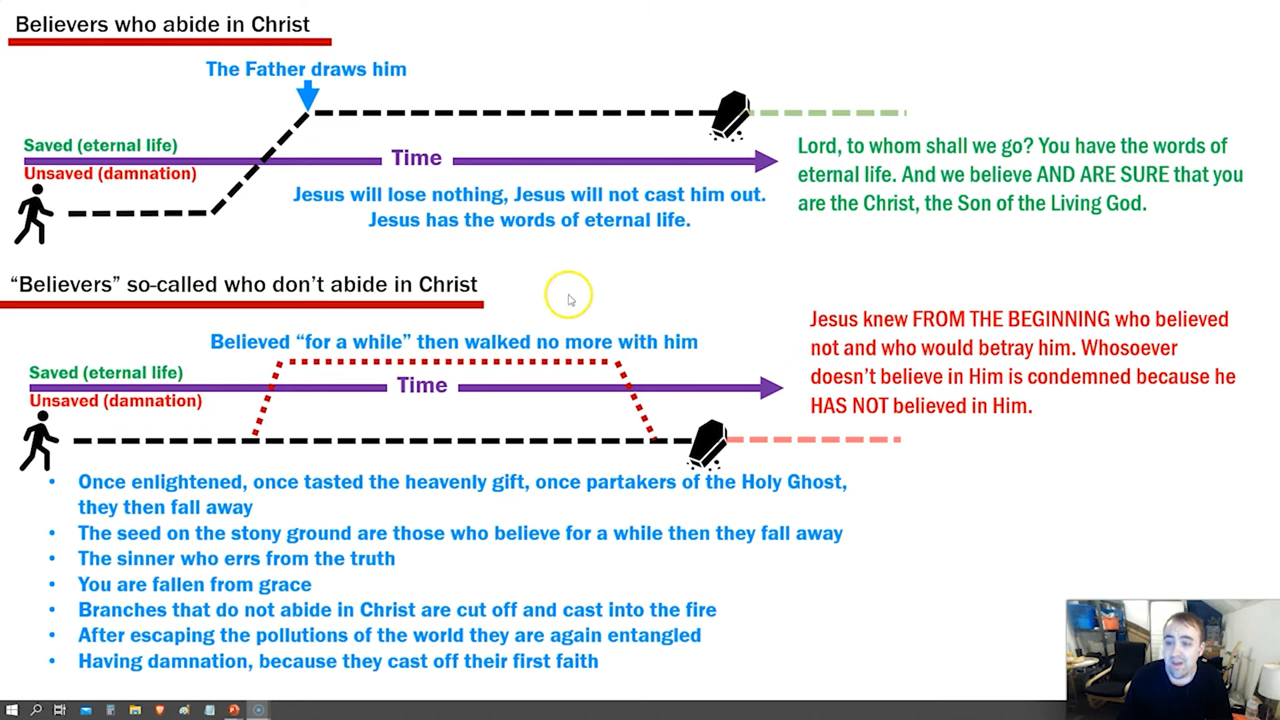 Believers who abide in Christ
The Father draws him
Saved (eternal life)
Time
Unsaved (damnation)
Jesus will lose nothing, Jesus will not cast him out.
Jesus has the words of eternal life.
Lord, to whom shall we go? You have the words of
eternal life. And we believe AND ARE SURE that you
are the Christ, the Son of the Living God.
“Believers” so-called who don’t abide in Christ
Believed “for a while” then walked no more with him
Saved (eternal life)
Time
Unsaved (damnation)
Jesus knew FROM THE BEGINNING who believed
not and who would betray him. Whosoever
doesn’t believe in Him is condemned because he
HAS NOT believed in Him.
• Once enlightened, once tasted the heavenly gift, once partakers of the Holy Ghost,
they then fall away
• The seed on the stony ground are those who believe for a while then they fall away
• The sinner who errs from the truth
• You are fallen from grace
• Branches that do not abide in Christ are cut off and cast into the fire
• After escaping the pollutions of the world they are again entangled
• Having damnation, because they cast off their first faith